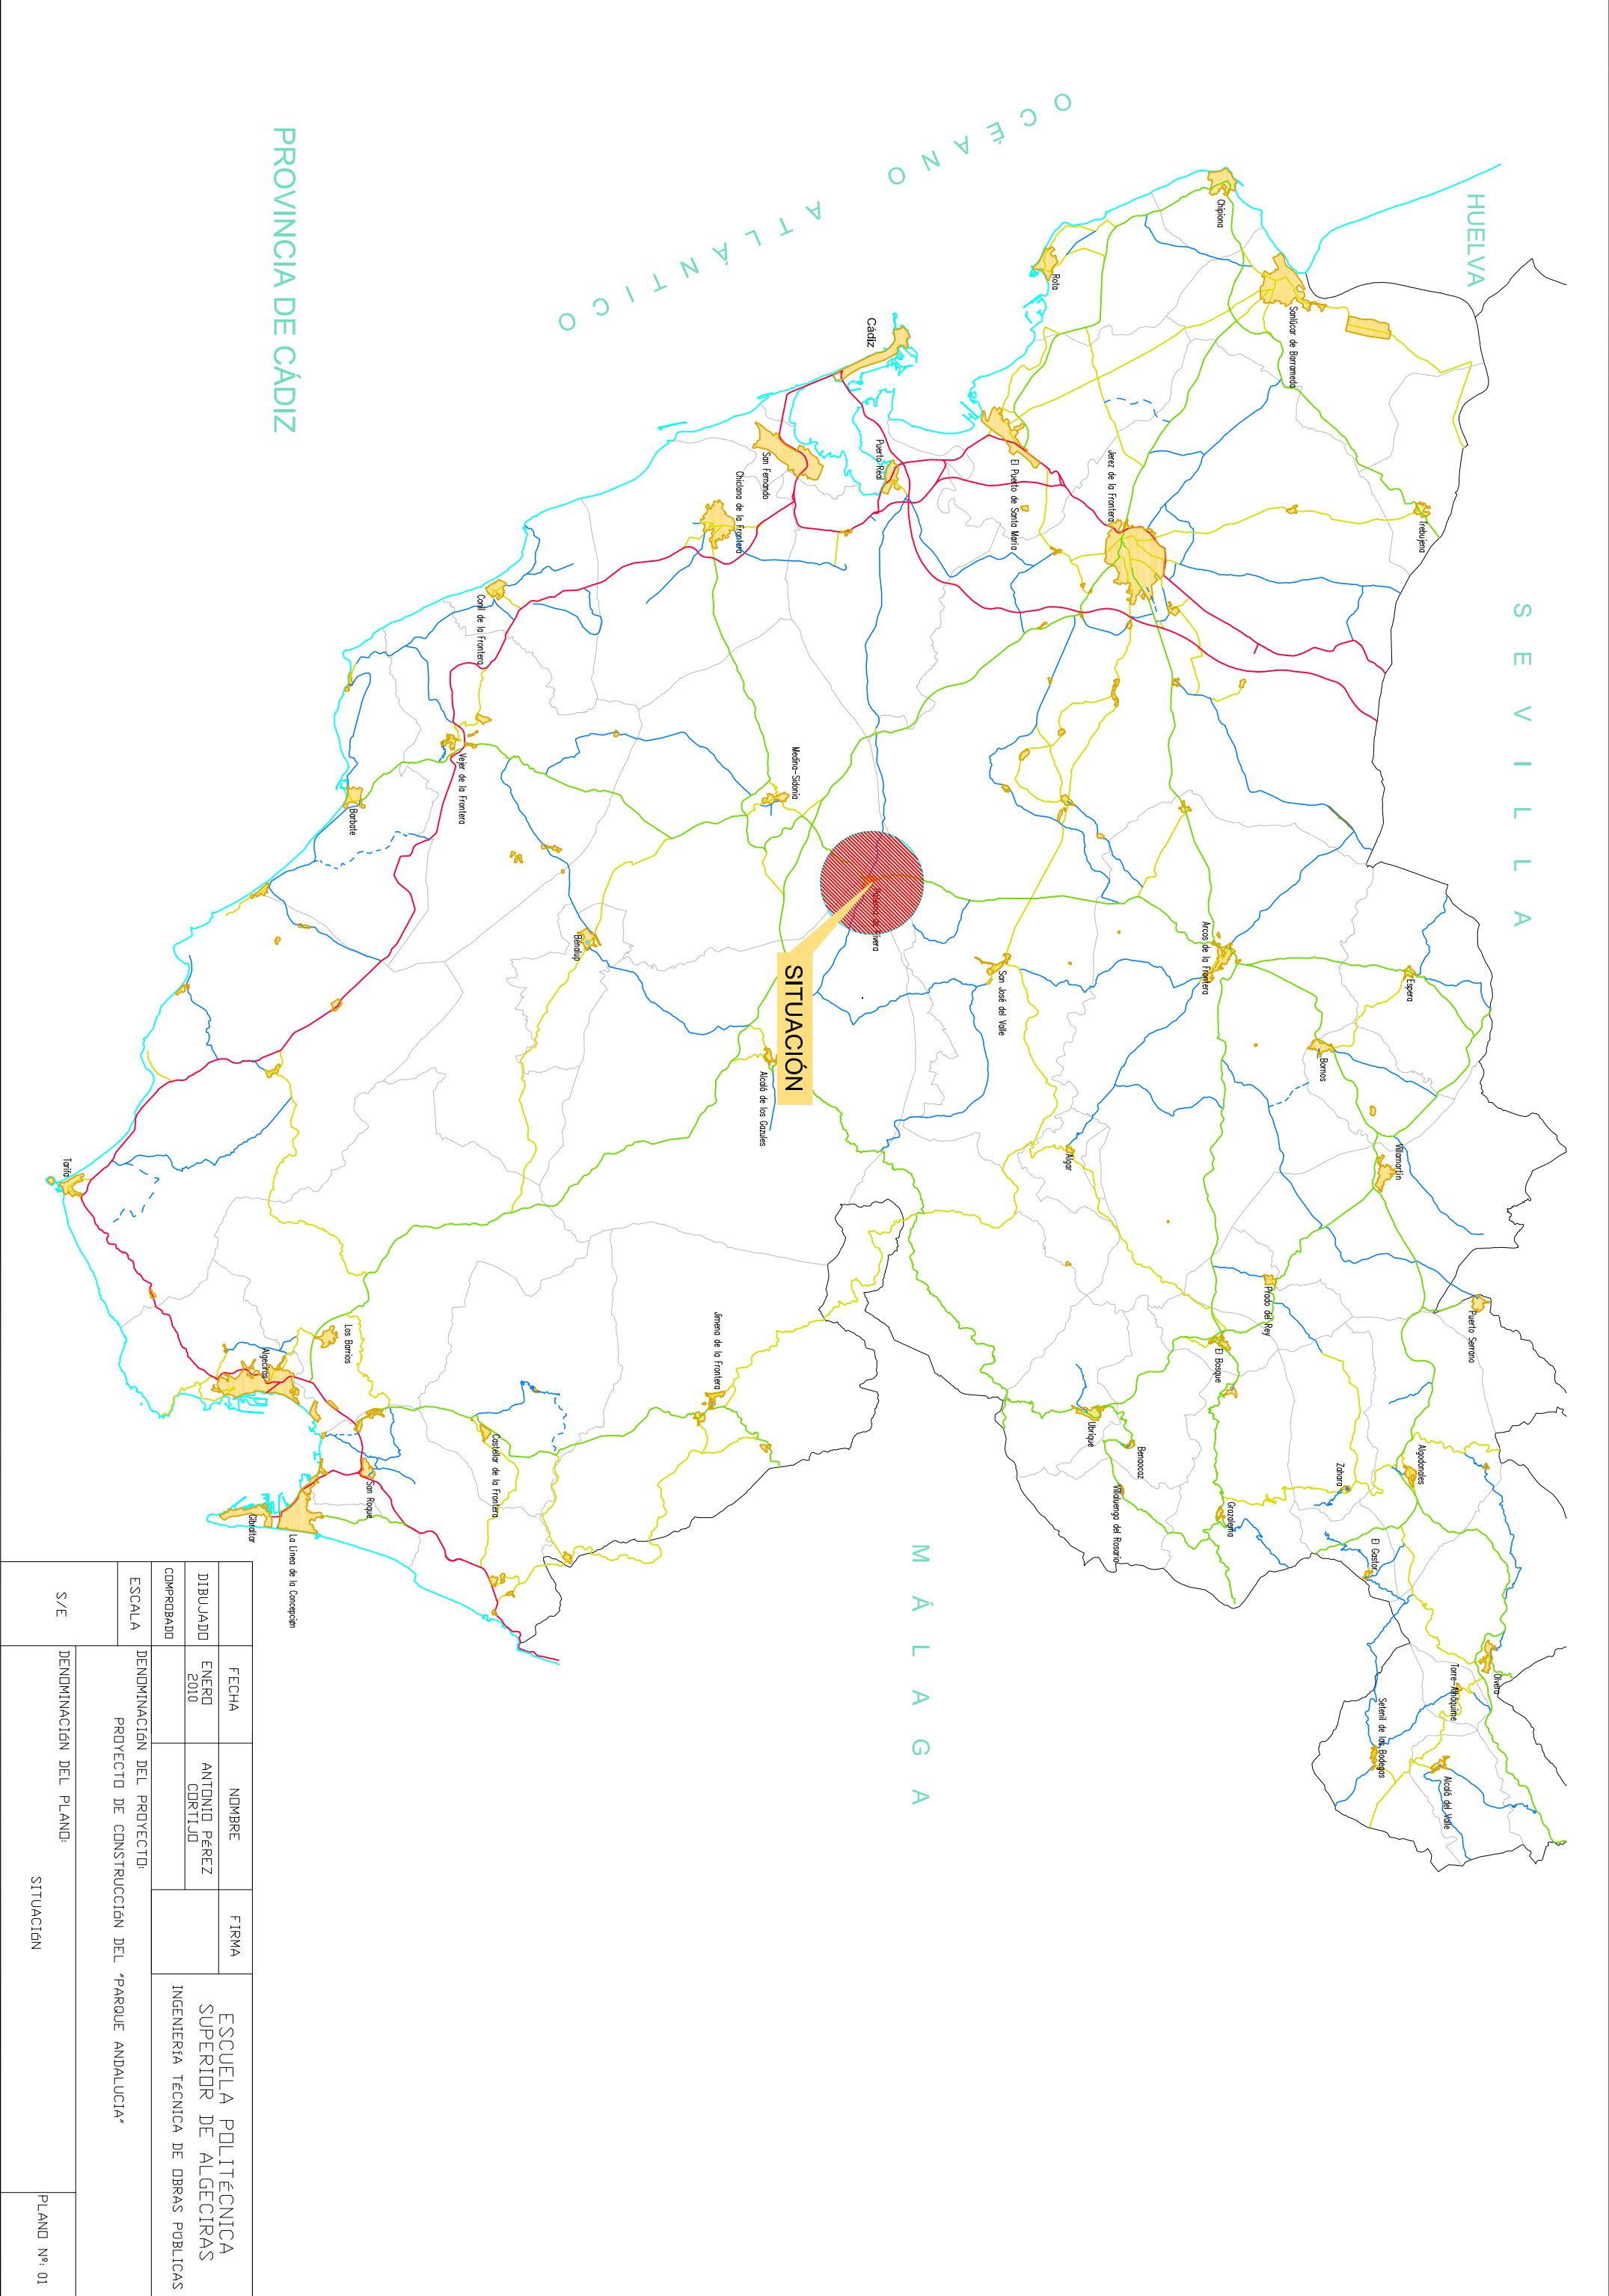 HUELVA
SEVILLA
OCÉANO ATLÁNTICO
MÁLAGA
PROVINCIA DE CÁDIZ
Trebujena
Sanlúcar de Barrameda
Chipiona
Rota
Jerez de la Frontera
El Puerto de Santa María
Cádiz
Puerto Real
San Fernando
Chiclana de la Frontera
Conil de la Frontera
Vejer de la Frontera
Barbate
Medina-Sidonia
Benalup
SITUACIÓN
Alcalá de los Gazules
San José del Valle
Arcos de la Frontera
Espera
Bornos
Villamartín
Algar
Prado del Rey
Puerto Serrano
El Bosque
Ubrique
Benaocaz
Villaluenga del Rosario
Grazalema
Zahara
Algodonales
El Gastor
Olvera
Torre-Alháquime
Setenil de las Bodegas
Alcalá del Valle
Jimena de la Frontera
Castellar de la Frontera
San Roque
Los Barrios
Algeciras
La Línea de la Concepción
Gibraltar
Tarifa
FECHA
NOMBRE
FIRMA
DIBUJADO
ENERO
2010
ANTONIO PÉREZ
CORTIJO
COMPROBADO
ESCUELA POLITÉCNICA
SUPERIOR DE ALGECIRAS
INGENIERÍA TÉCNICA DE OBRAS PÚBLICAS
ESCALA
S/E
DENOMINACIÓN DEL PROYECTO:
PROYECTO DE CONSTRUCCIÓN DEL "PARQUE ANDALUCIA"
DENOMINACIÓN DEL PLANO:
SITUACIÓN
PLANO Nº: 01